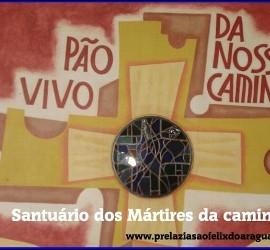 PÃO
VIVO
DA
NOSS
CAMIN
Santuário dos Mártires da camin
www.prelaziasaofelixdoaragua